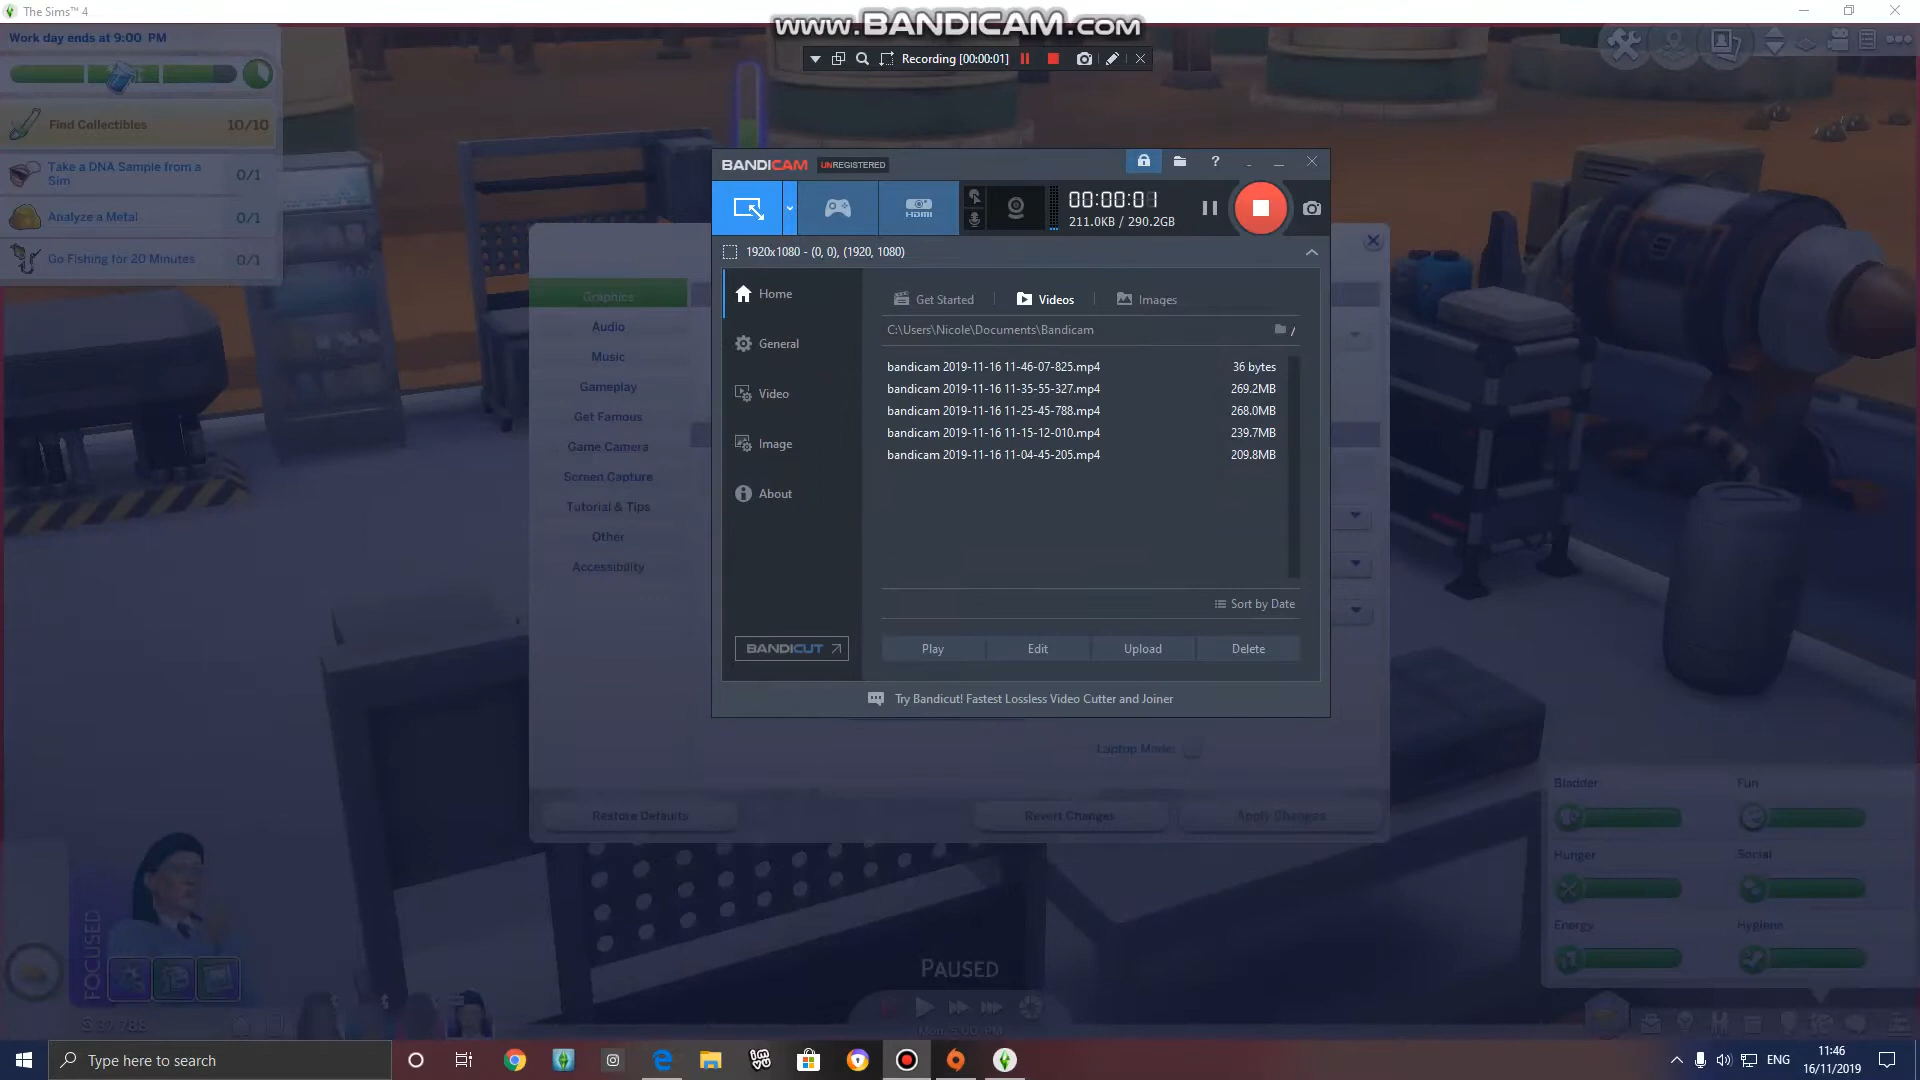 The Sims™ 4
www.BANDICAM.com
Recording [00:00:01]
Work day ends at 9:00 PM
Find Collectibles 10/10
Take a DNA Sample from a Sim 0/1
Analyze a Metal 0/1
Go Fishing for 20 Minutes 0/1
BANDICAM UNREGISTERED
HDMI
00:00:01
211.0KB / 290.2GB
1920x1080 - (0, 0), (1920, 1080)
Home
General
Video
Image
About
BANDICUT
Get Started
Videos
Images
C:\Users\Nicole\Documents\Bandicam
bandicam 2019-11-16 11-46-07-825.mp4 36 bytes
bandicam 2019-11-16 11-35-55-327.mp4 269.2MB
bandicam 2019-11-16 11-25-45-788.mp4 268.0MB
bandicam 2019-11-16 11-15-12-010.mp4 239.7MB
bandicam 2019-11-16 11-04-45-205.mp4 209.8MB
Sort by Date
Play Edit Upload Delete
Try Bandicut! Fastest Lossless Video Cutter and Joiner
Graphics
Audio
Music
Gameplay
Get Famous
Game Camera
Screen Capture
Tutorial & Tips
Other
Accessibility
Laptop Mode:
Restore Defaults
Revert Changes
Apply Changes
Bladder Fun
Hunger Social
Energy Hygiene
FOCUSED
PAUSED
Mon. 5:00 PM
Type here to search
ENG
11:46
16/11/2019